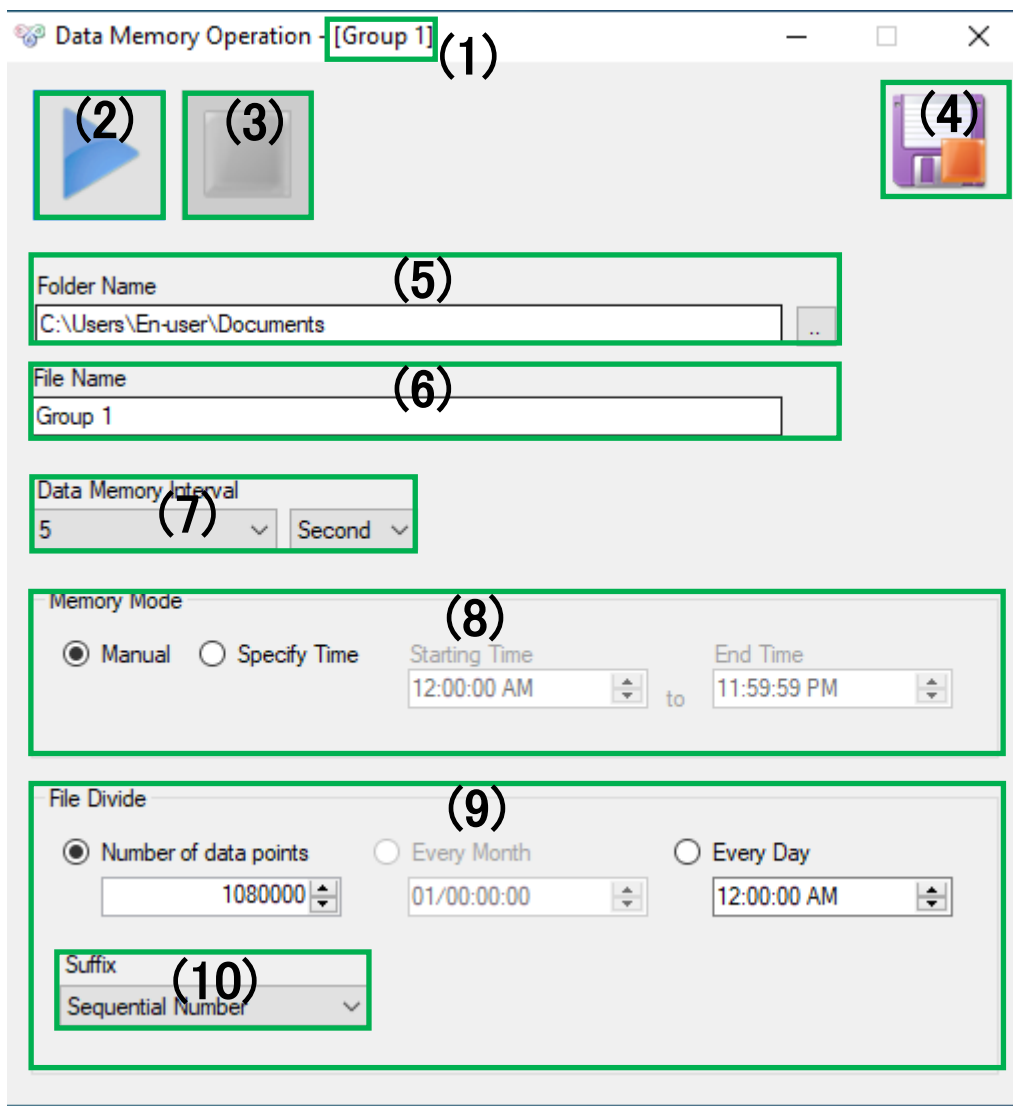 Data Memory Operation - [Group 1]
(1)
(2)
(3)
(4)
(5)
Folder Name
C:\Users\En-user\Documents
..
(6)
File Name
Group 1
Data Memory Interval
(7)
5
Second
Memory Mode
(8)
Manual
Specify Time
Starting Time
End Time
12:00:00 AM
to
11:59:59 PM
File Divide
(9)
Number of data points
Every Month
Every Day
1080000
01/00:00:00
12:00:00 AM
Suffix
(10)
Sequential Number